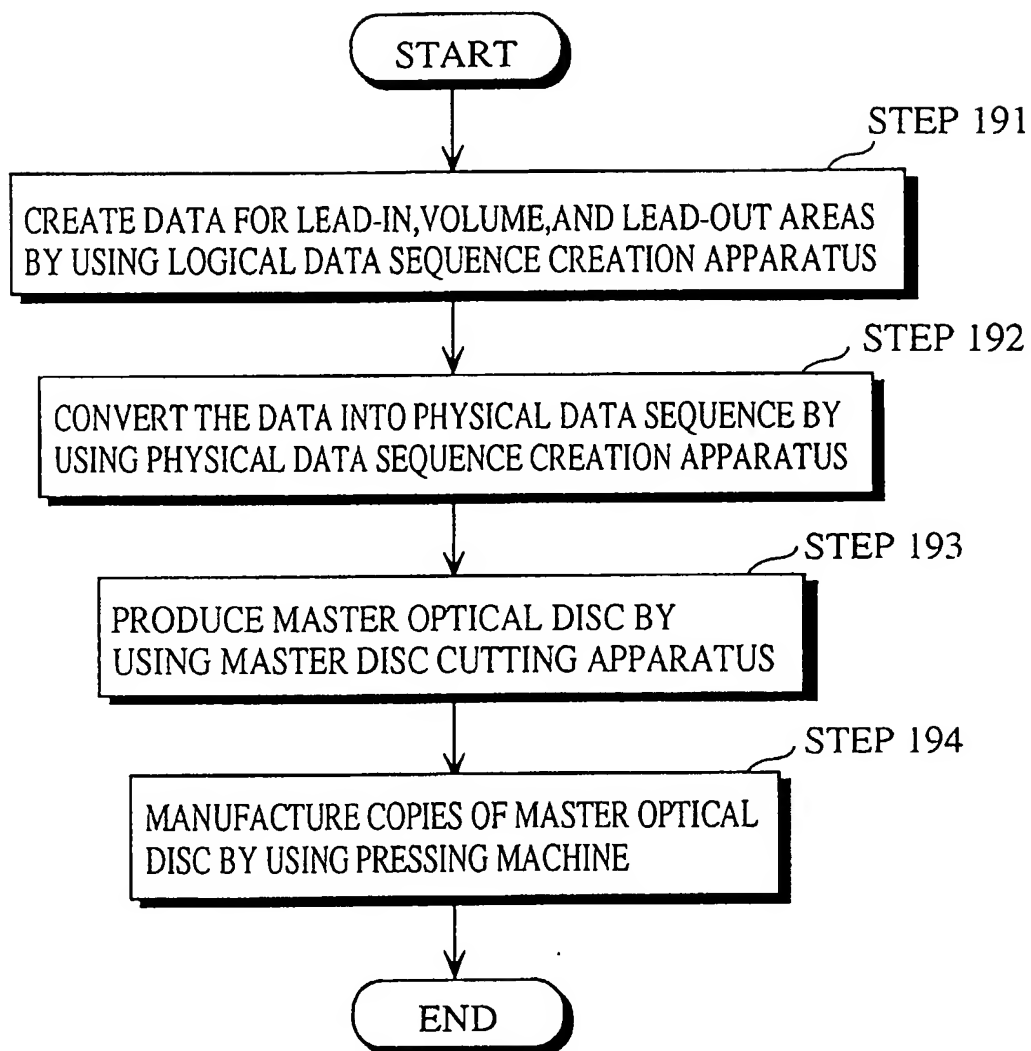 START
STEP 191
CREATE DATA FOR LEAD-IN,VOLUME,AND LEAD-OUT AREAS
BY USING LOGICAL DATA SEQUENCE CREATION APPARATUS
STEP 192
CONVERT THE DATA INTO PHYSICAL DATA SEQUENCE BY
USING PHYSICAL DATA SEQUENCE CREATION APPARATUS
STEP 193
PRODUCE MASTER OPTICAL DISC BY
USING MASTER DISC CUTTING APPARATUS
STEP 194
MANUFACTURE COPIES OF MASTER OPTICAL
DISC BY USING PRESSING MACHINE
END